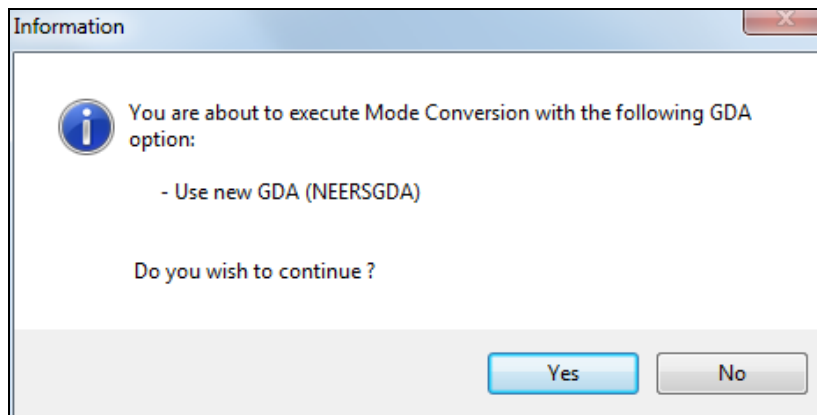 Information
You are about to execute Mode Conversion with the following GDA
option:
- Use new GDA (NEERSGDA)
Do you wish to continue ?
Yes
No